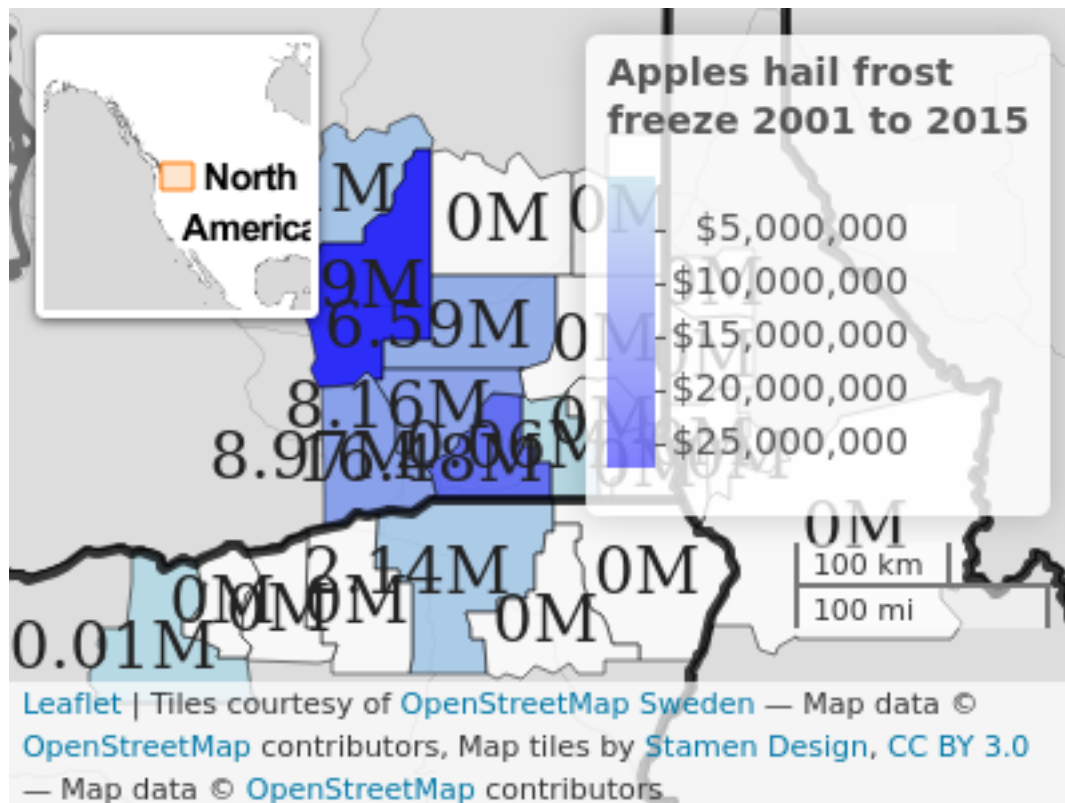 North
America
Apples hail frost
freeze 2001 to 2015
$5,000,000
$10,000,000
$15,000,000
$20,000,000
$25,000,000
0M
0M
6.59M
0M
8.16M
0M
0M
2.14M
0M
0M
0M
0M
0M
0.01M
100 km
100 mi
Leaflet | Tiles courtesy of OpenStreetMap Sweden — Map data ©
OpenStreetMap contributors, Map tiles by Stamen Design, CC BY 3.0
— Map data © OpenStreetMap contributors